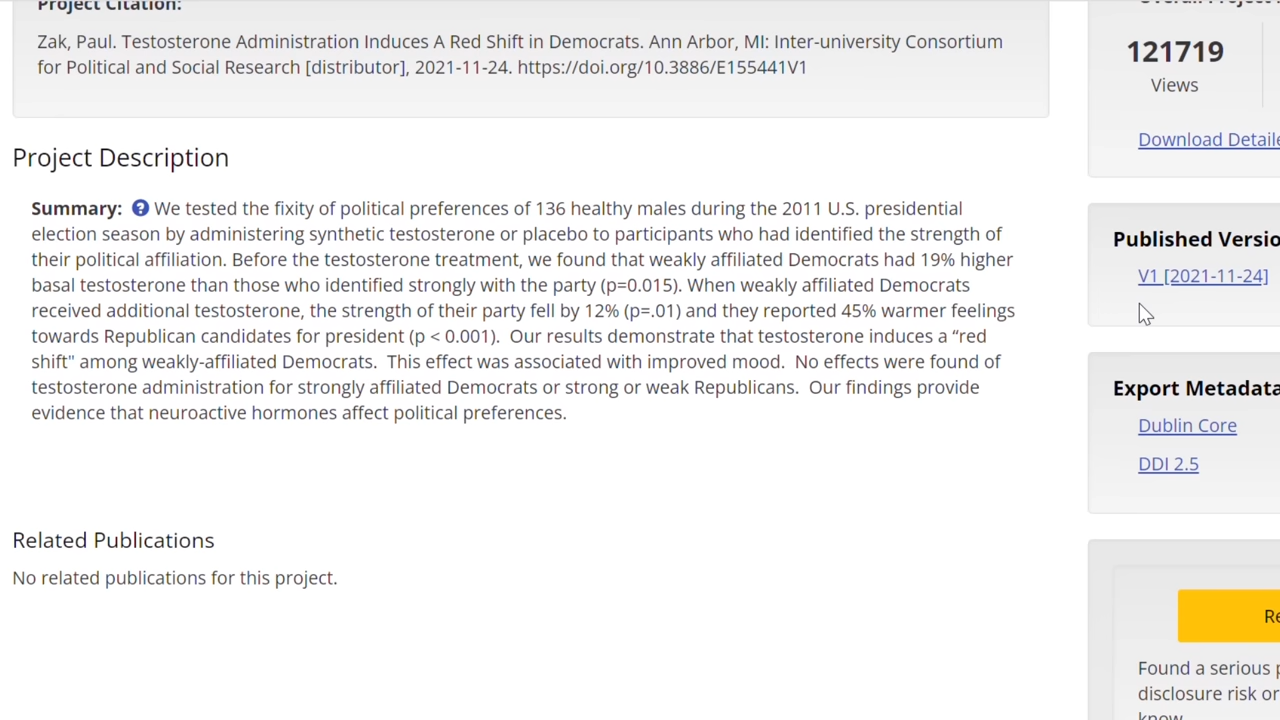 Project Citation:
Zak, Paul. Testosterone Administration Induces A Red Shift in Democrats. Ann Arbor, MI: Inter-university Consortium
for Political and Social Research [distributor], 2021-11-24. https://doi.org/10.3886/E155441V1
Project Description
Summary: ? We tested the fixity of political preferences of 136 healthy males during the 2011 U.S. presidential
election season by administering synthetic testosterone or placebo to participants who had identified the strength of
their political affiliation. Before the testosterone treatment, we found that weakly affiliated Democrats had 19% higher
basal testosterone than those who identified strongly with the party (p=0.015). When weakly affiliated Democrats
received additional testosterone, the strength of their party fell by 12% (p=.01) and they reported 45% warmer feelings
towards Republican candidates for president (p < 0.001).  Our results demonstrate that testosterone induces a “red
shift" among weakly-affiliated Democrats.  This effect was associated with improved mood.  No effects were found of
testosterone administration for strongly affiliated Democrats or strong or weak Republicans.  Our findings provide
evidence that neuroactive hormones affect political preferences.
Related Publications
No related publications for this project.
121719
Views
Download Detaile
Published Versio
V1 [2021-11-24]
Export Metadata
Dublin Core
DDI 2.5
Re
Found a serious p
disclosure risk or
know